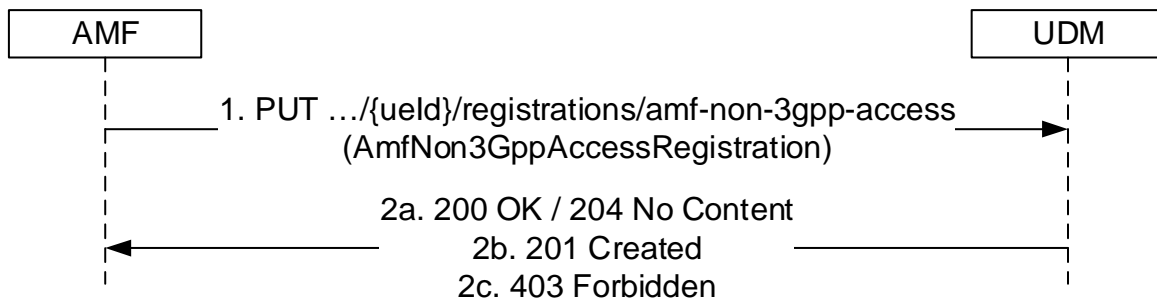 AMF
UDM
1. PUT …/{ueId}/registrations/amf-non-3gpp-access
(AmfNon3GppAccessRegistration)
2a. 200 OK / 204 No Content
2b. 201 Created
2c. 403 Forbidden